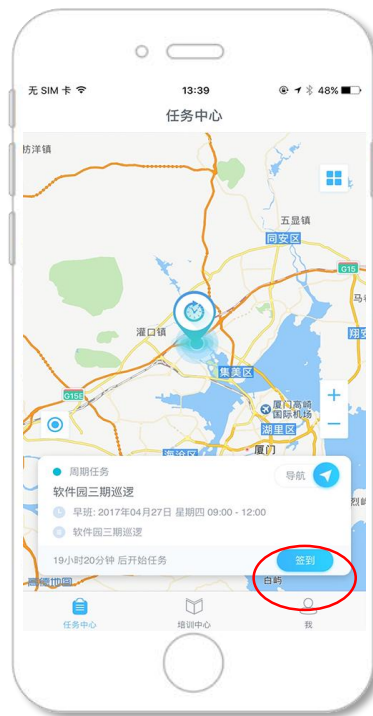 无 SIM 卡
13:39
48%
任务中心
防洋镇
五显镇
同安区
G15
马
翔安
灌口镇
集美区
G15E
厦门高崎
国际机场
湖里区
海沧区
厦门
周期任务
导航
软件园三期巡逻
早班: 2017年04月27日 星期四 09:00 - 12:00
软件园三期巡逻
烈屿
19小时20分钟 后开始任务
签到
高德地图
白屿
任务中心
培训中心
我